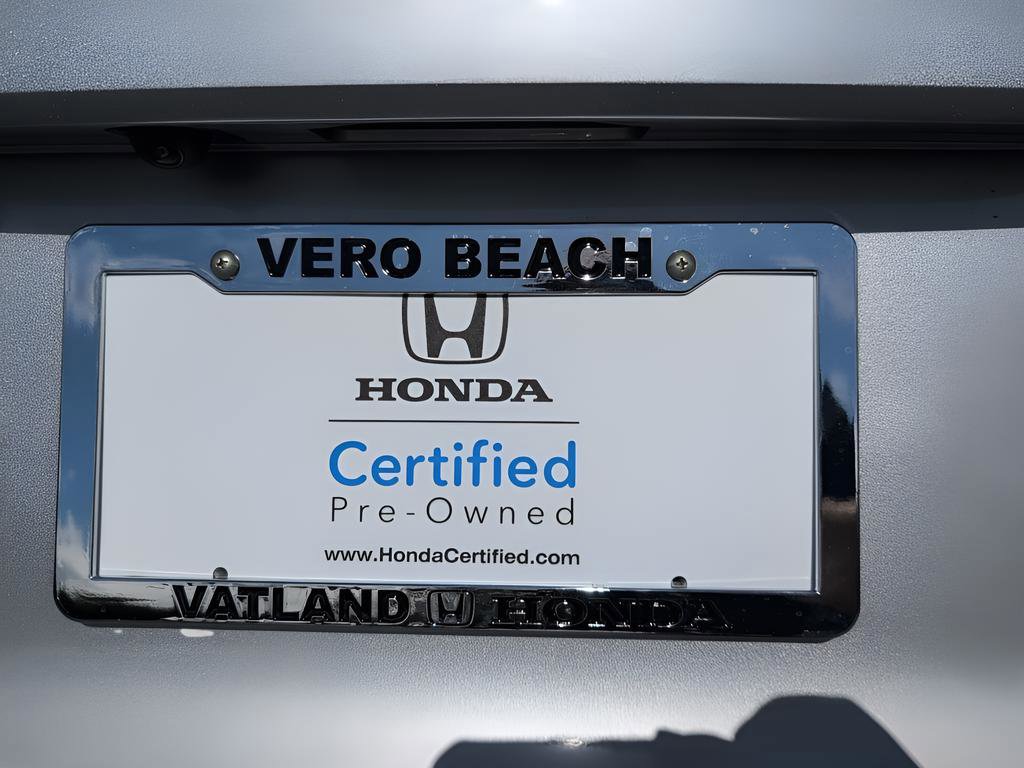 VERO BEACH
HONDA
Certified
Pre-Owned
www.HondaCertified.com
VATLAND HONDA